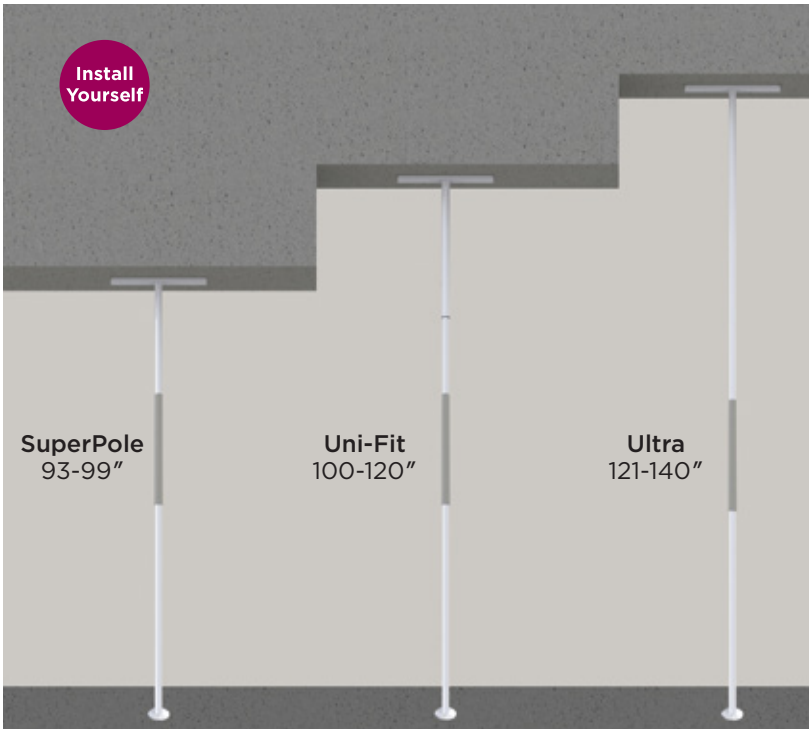 Install
Yourself
SuperPole
93-99″
Uni-Fit
100-120″
Ultra
121-140″